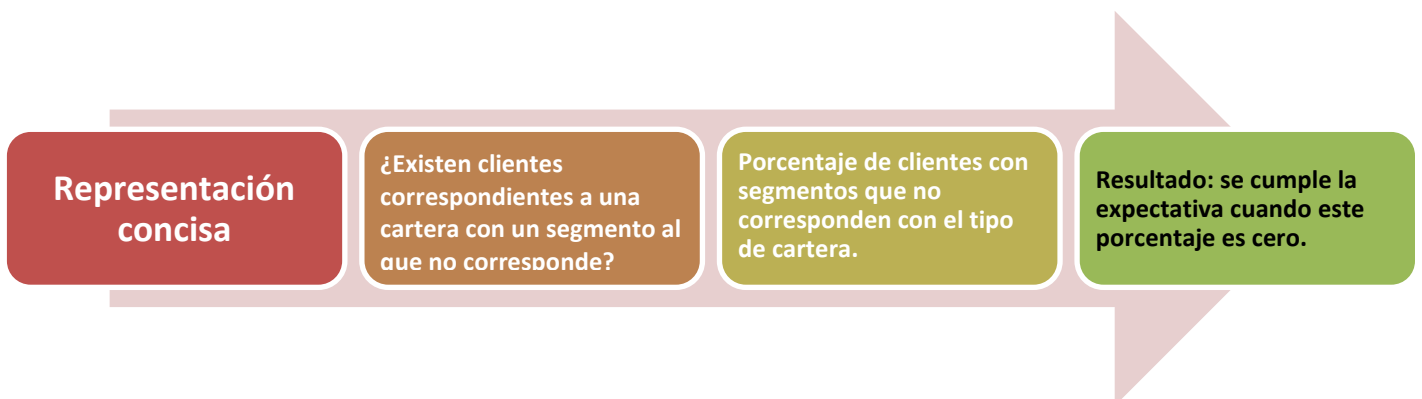 Representación
concisa
¿Existen clientes
correspondientes a una
cartera con un segmento al
que no corresponde?
Porcentaje de clientes con
segmentos que no
corresponden con el tipo
de cartera.
Resultado: se cumple la
expectativa cuando este
porcentaje es cero.